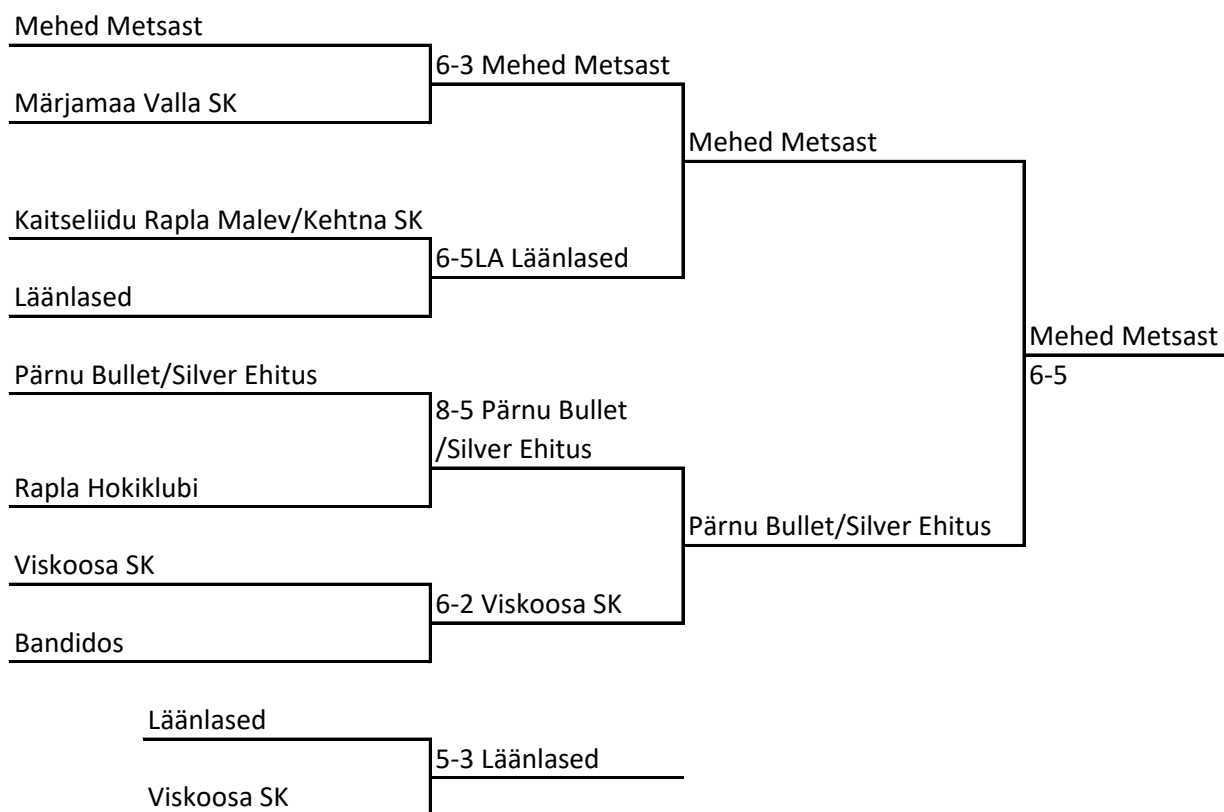 Mehed Metsast
6-3 Mehed Metsast
Märjamaa Valla SK
Mehed Metsast
Kaitseliidu Rapla Malev/Kehtna SK
6-5LA Läänlased
Läänlased
Mehed Metsast
Pärnu Bullet/Silver Ehitus
6-5
8-5 Pärnu Bullet
/Silver Ehitus
Rapla Hokiklubi
Pärnu Bullet/Silver Ehitus
Viskoosa SK
6-2 Viskoosa SK
Bandidos
Läänlased
5-3 Läänlased
Viskoosa SK